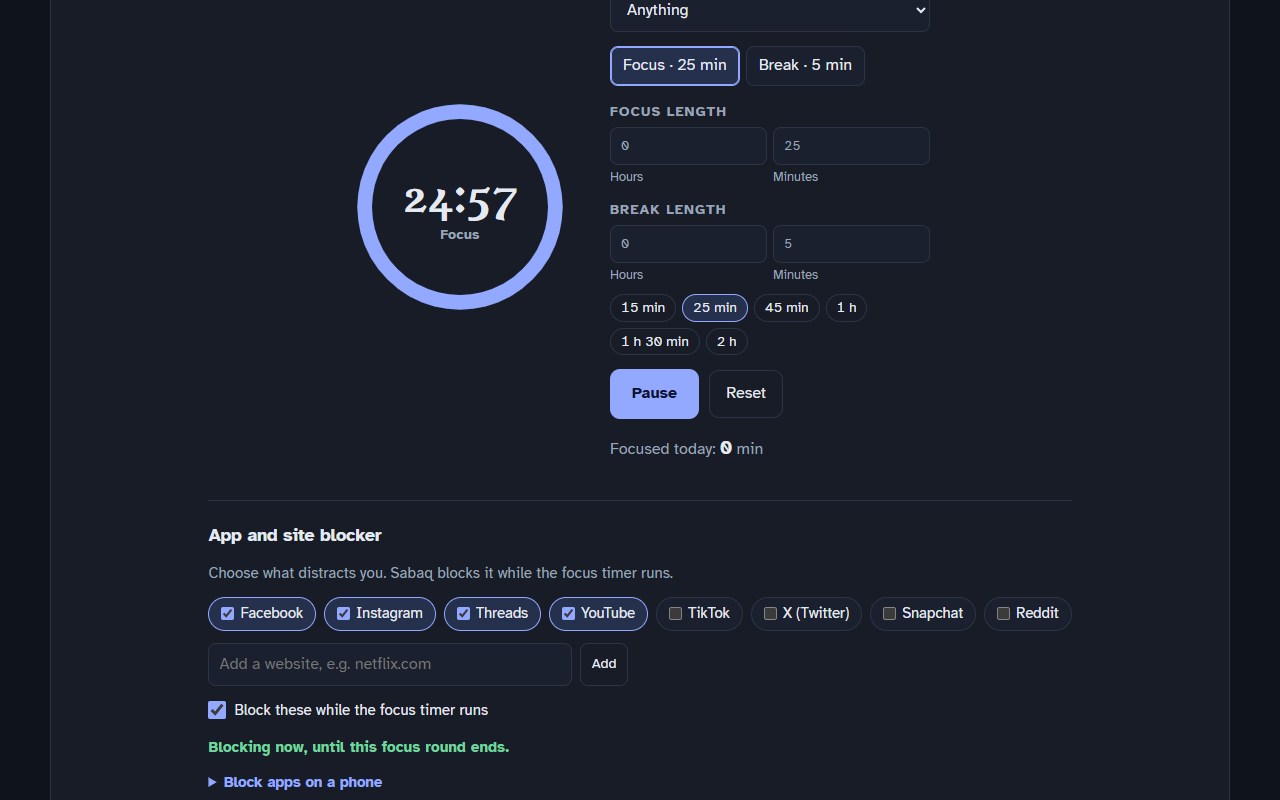 Anything
Focus · 25 min
Break · 5 min
FOCUS LENGTH
0
25
Hours
Minutes
BREAK LENGTH
0
5
Hours
Minutes
15 min
25 min
45 min
1 h
1 h 30 min
2 h
24:57
Focus
Pause
Reset
Focused today: 0 min
App and site blocker
Choose what distracts you. Sabaq blocks it while the focus timer runs.
Facebook
Instagram
Threads
YouTube
TikTok
X (Twitter)
Snapchat
Reddit
Add a website, e.g. netflix.com
Add
Block these while the focus timer runs
Blocking now, until this focus round ends.
Block apps on a phone